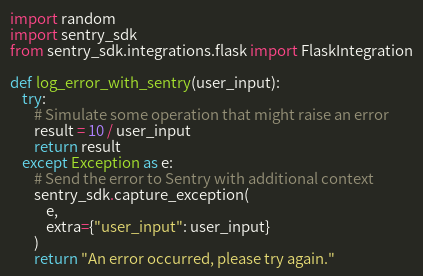 import random
import sentry_sdk
from sentry_sdk.integrations.flask import FlaskIntegration

def log_error_with_sentry(user_input):
    try:
        # Simulate some operation that might raise an error
        result = 10 / user_input
        return result
    except Exception as e:
        # Send the error to Sentry with additional context
        sentry_sdk.capture_exception(
            e,
            extra={"user_input": user_input}
        )
        return "An error occurred, please try again."